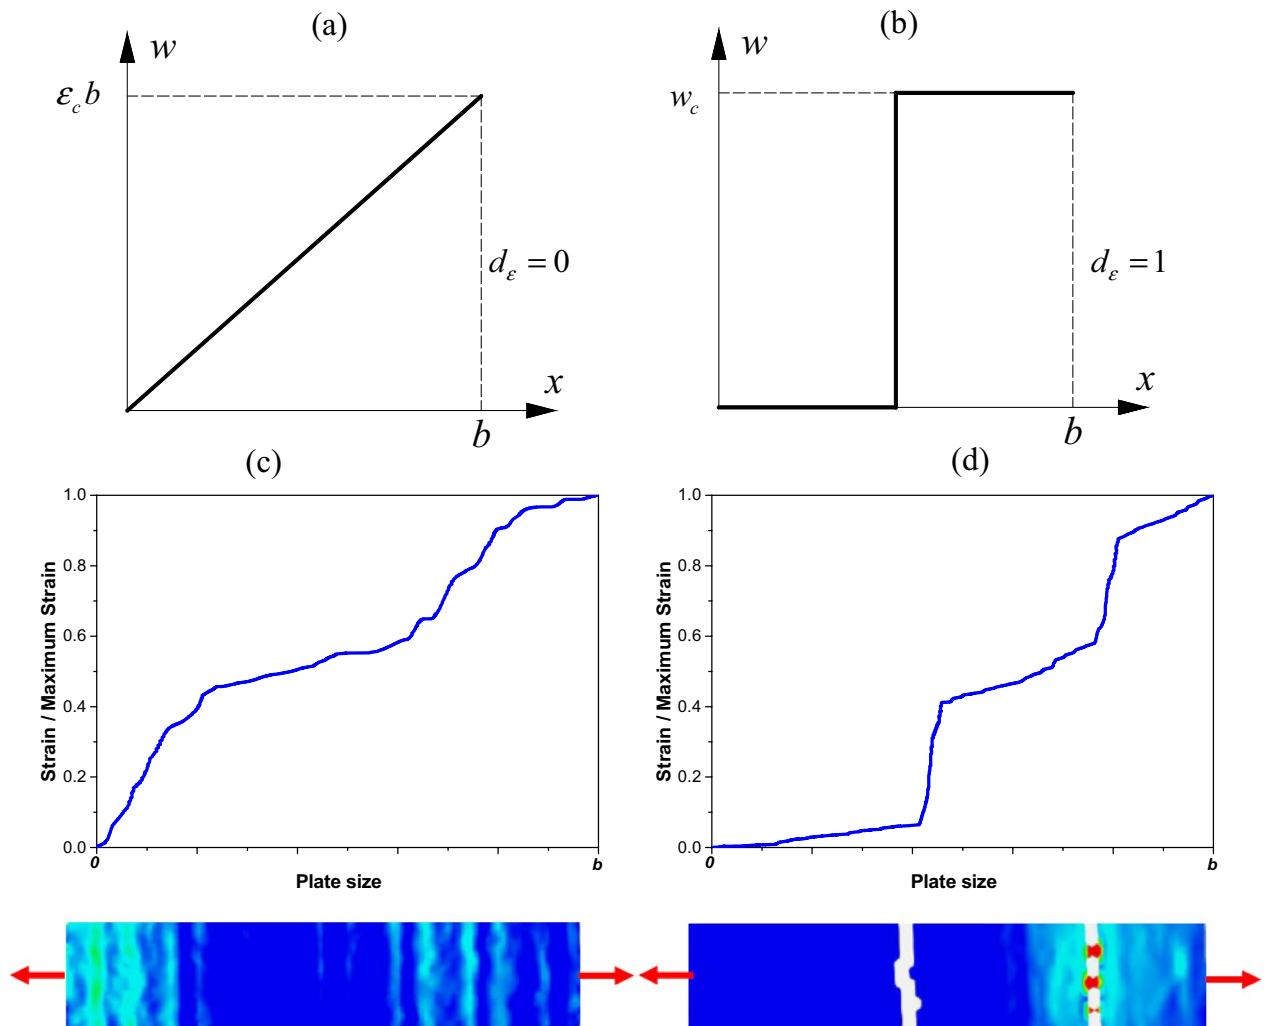 (a)
w
ε_c b
d_ε = 0
x
b
(b)
w
w_c
d_ε = 1
x
b
(c)
1.0
0.8
0.6
0.4
0.2
0.0
Strain / Maximum Strain
0
b
Plate size
(d)
1.0
0.8
0.6
0.4
0.2
0.0
Strain / Maximum Strain
0
b
Plate size